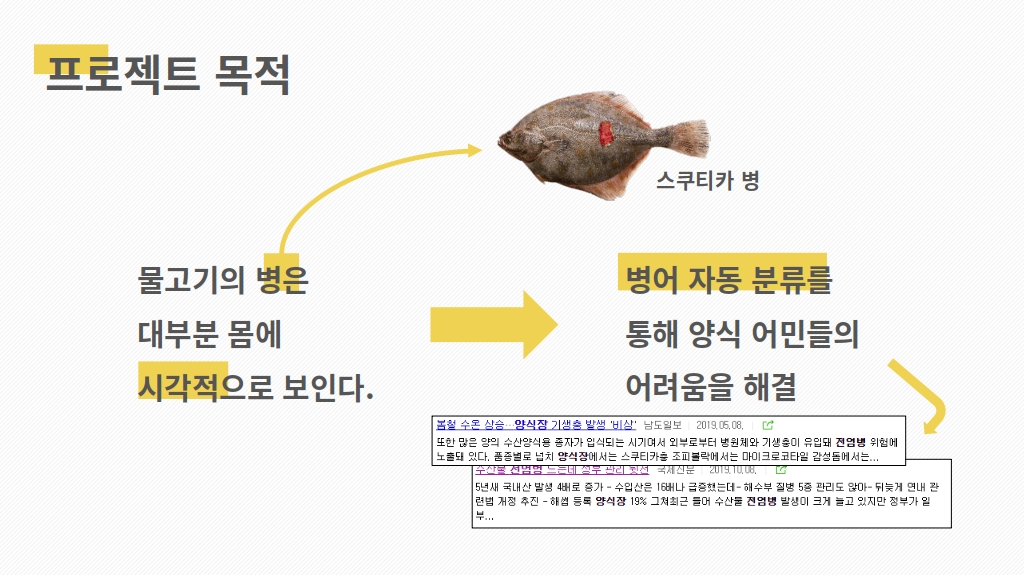 프로젝트 목적
스쿠티카 병
물고기의 병은
대부분 몸에
시각적으로 보인다.
병어 자동 분류를
통해 양식 어민들의
어려움을 해결
봄철 수온 상승…양식장 기생충 발생 '비상' 남도일보 2019.05.08.
또한 많은 양의 수산양식용 종자가 입식되는 시기여서 외부로부터 병원체와 기생충이 유입돼 전염병 위험에
노출돼 있다. 품종별로 넙치 양식장에서는 스쿠티카충 조피볼락에서는 마이크로코타일 감성돔에서는...
수산물 전염병 느는데 정부 관리 뒷전 국제신문 2019.10.08.
5년새 국내산 발생 4배로 증가 - 수입산은 16배나 급증했는데- 해수부 질병 5종 관리도 않아- 뒤늦게 연내 관
련법 개정 추진 - 해썹 등록 양식장 19% 그쳐최근 들어 수산물 전염병 발생이 크게 늘고 있지만 정부가 일
부...